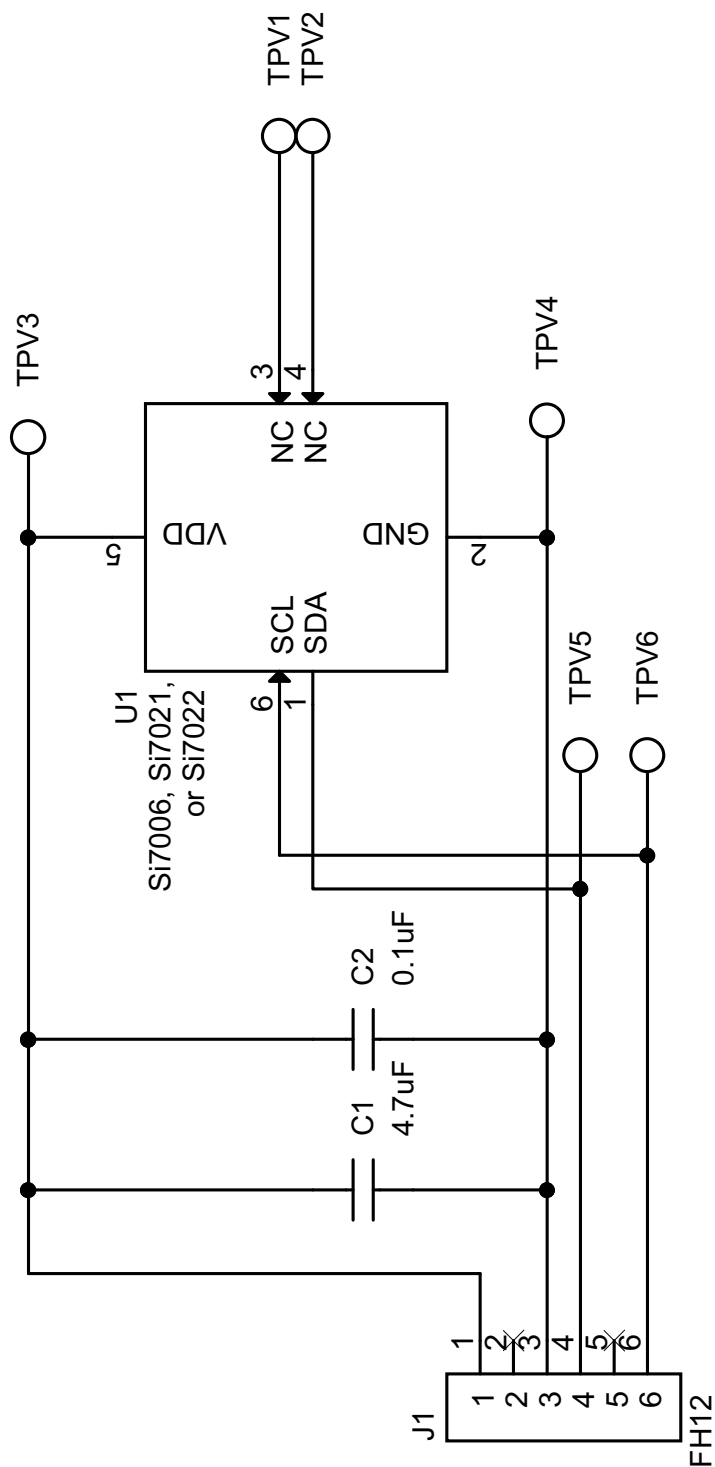 TPV3
U1
Si7006, Si7021,
or Si7022
5
VDD
6
SCL
NC
3
TPV1
1
SDA
NC
4
TPV2
GND
2
C1
4.7uF
C2
0.1uF
TPV4
TPV5
TPV6
J1
1
1
2
2
3
3
4
4
5
5
6
6
FH12